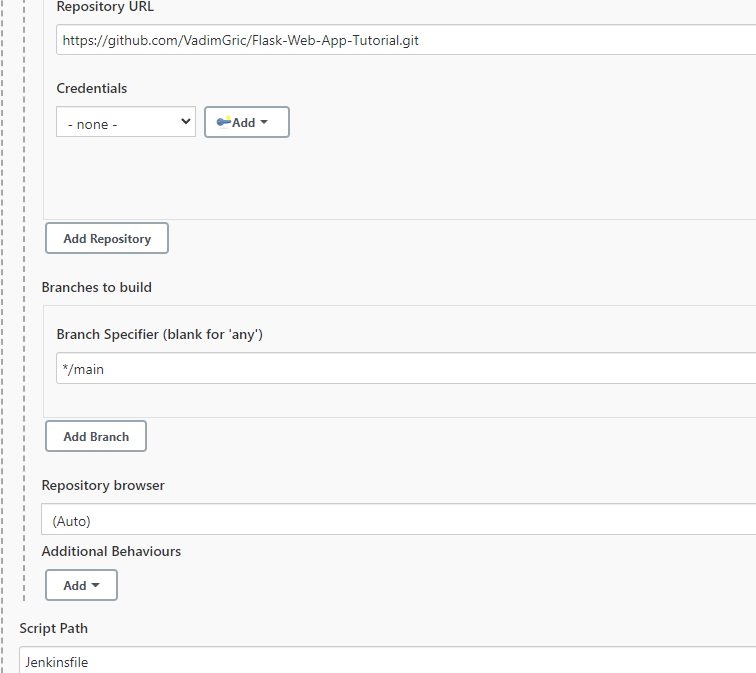 Repository URL
https://github.com/VadimGric/Flask-Web-App-Tutorial.git
Credentials
- none -
Add
Add Repository
Branches to build
Branch Specifier (blank for 'any')
*/main
Add Branch
Repository browser
(Auto)
Additional Behaviours
Add
Script Path
Jenkinsfile